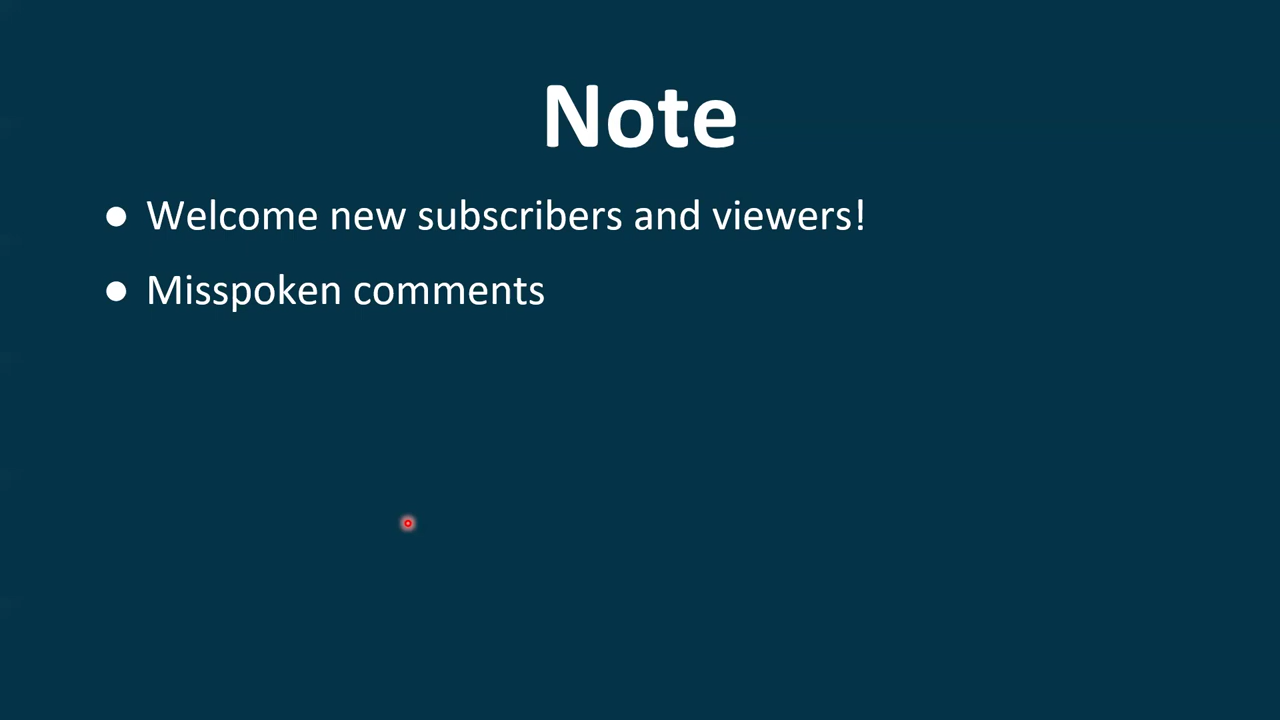 Note
● Welcome new subscribers and viewers!
● Misspoken comments